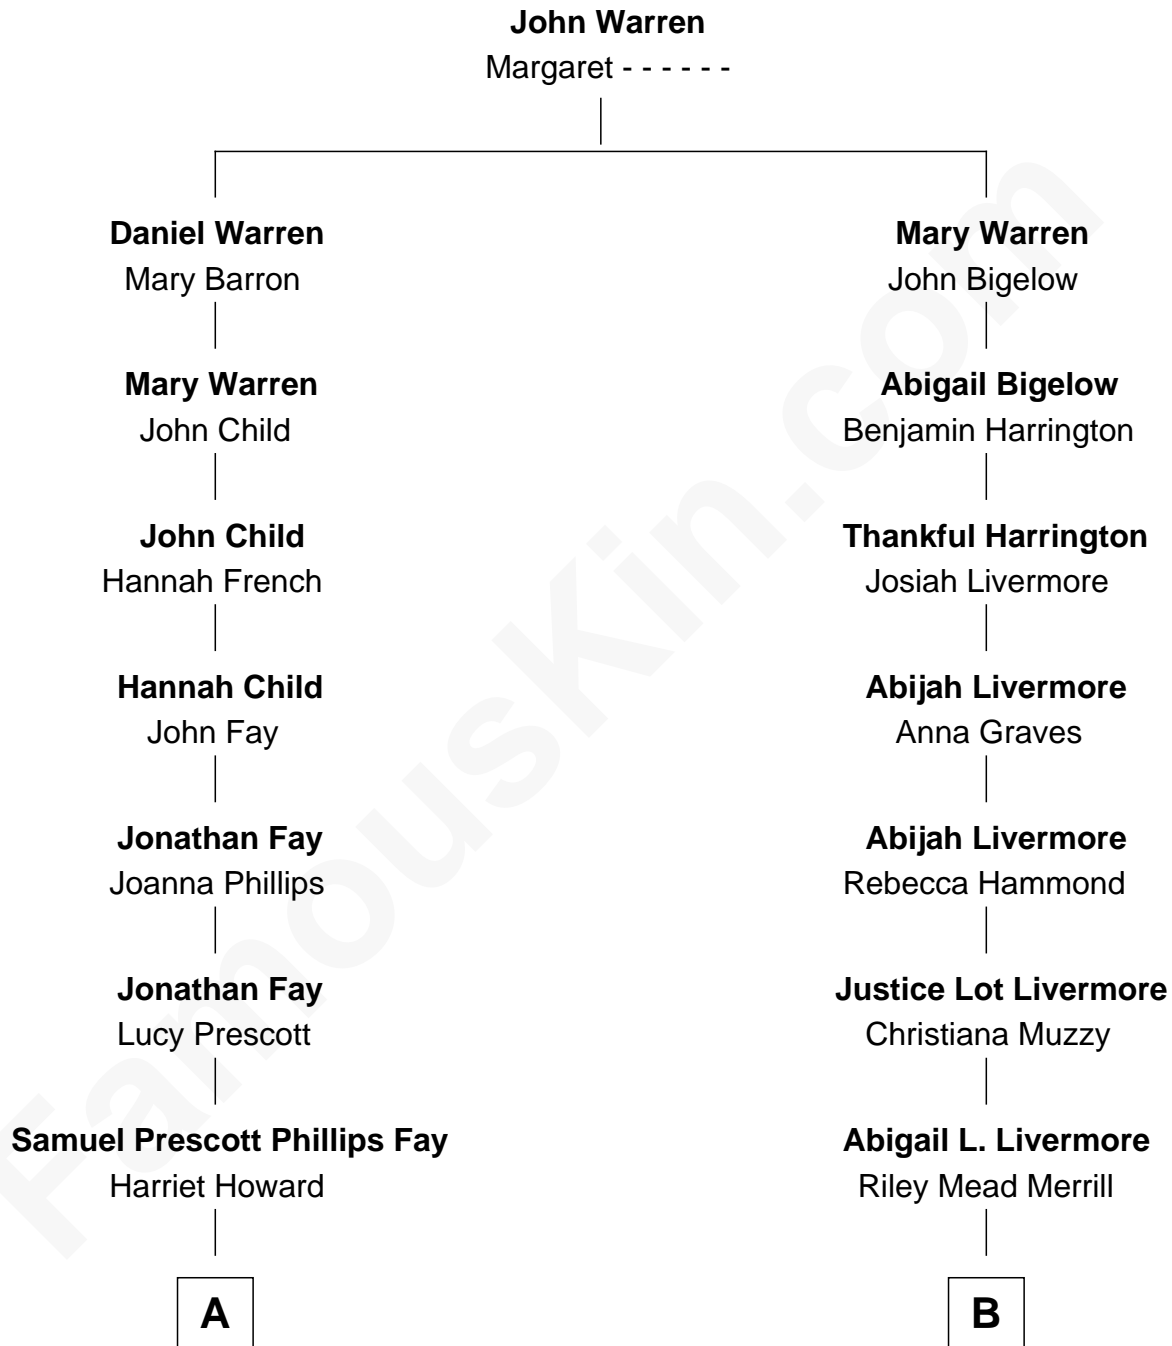 John Warren
Margaret - - - - - -
Daniel Warren
Mary Barron
Mary Warren
John Child
John Child
Hannah French
Hannah Child
John Fay
Jonathan Fay
Joanna Phillips
Jonathan Fay
Lucy Prescott
Samuel Prescott Phillips Fay
Harriet Howard
A
Mary Warren
John Bigelow
Abigail Bigelow
Benjamin Harrington
Thankful Harrington
Josiah Livermore
Abijah Livermore
Anna Graves
Abijah Livermore
Rebecca Hammond
Justice Lot Livermore
Christiana Muzzy
Abigail L. Livermore
Riley Mead Merrill
B
FamousKin.com